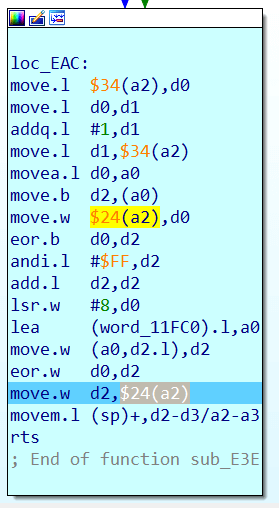 loc_EAC:
move.l $34(a2),d0
move.l d0,d1
addq.l #1,d1
move.l d1,$34(a2)
movea.l d0,a0
move.b d2,(a0)
move.w $24(a2),d0
eor.b d0,d2
andi.l #$FF,d2
add.l d2,d2
lsr.w #8,d0
lea (word_11FC0).l,a0
move.w (a0,d2.l),d2
eor.w d0,d2
move.w d2,$24(a2)
movem.l (sp)+,d2-d3/a2-a3
rts
; End of function sub_E3E